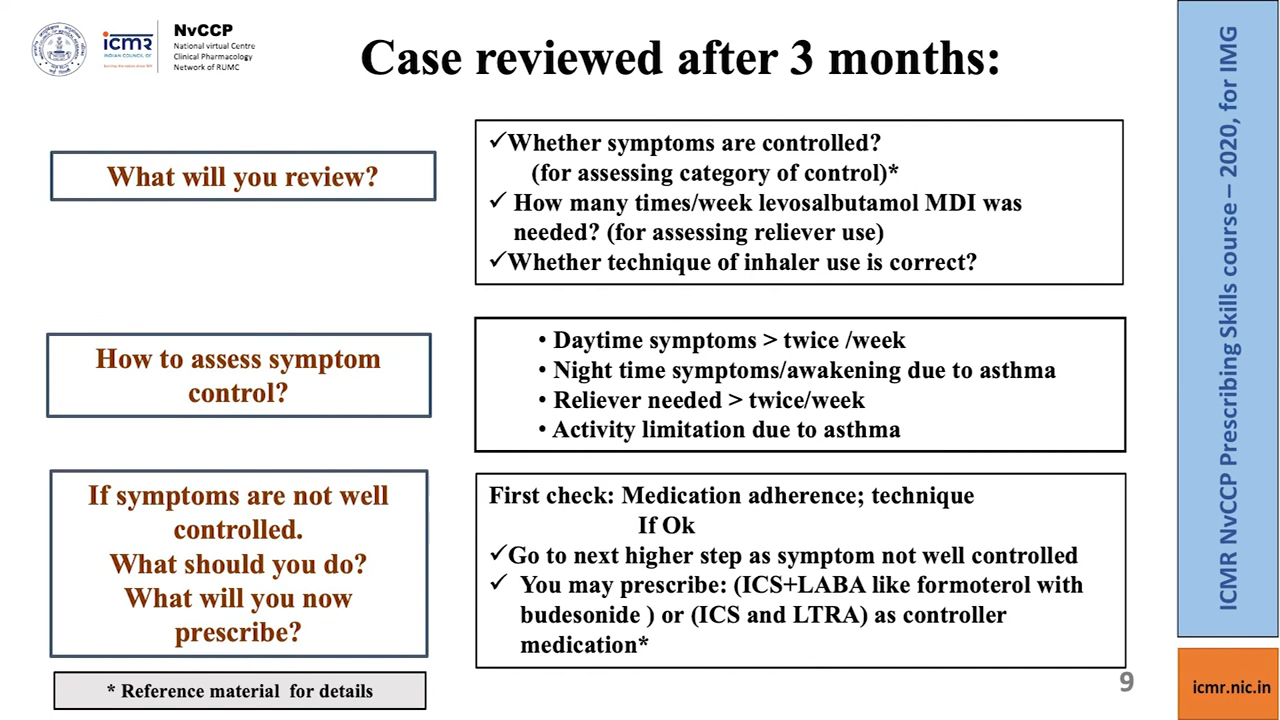 icmr
INDIAN COUNCIL OF
NvCCP
National virtual Centre
Clinical Pharmacology
Network of RUMC
Case reviewed after 3 months:
What will you review?
✓Whether symptoms are controlled?
(for assessing category of control)*
✓ How many times/week levosalbutamol MDI was
needed? (for assessing reliever use)
✓Whether technique of inhaler use is correct?
How to assess symptom
control?
• Daytime symptoms > twice /week
• Night time symptoms/awakening due to asthma
• Reliever needed > twice/week
• Activity limitation due to asthma
If symptoms are not well
controlled.
What should you do?
What will you now
prescribe?
First check: Medication adherence; technique
If Ok
✓Go to next higher step as symptom not well controlled
✓ You may prescribe: (ICS+LABA like formoterol with
budesonide ) or (ICS and LTRA) as controller
medication*
* Reference material for details
9
ICMR NvCCP Prescribing Skills course – 2020, for IMG
icmr.nic.in